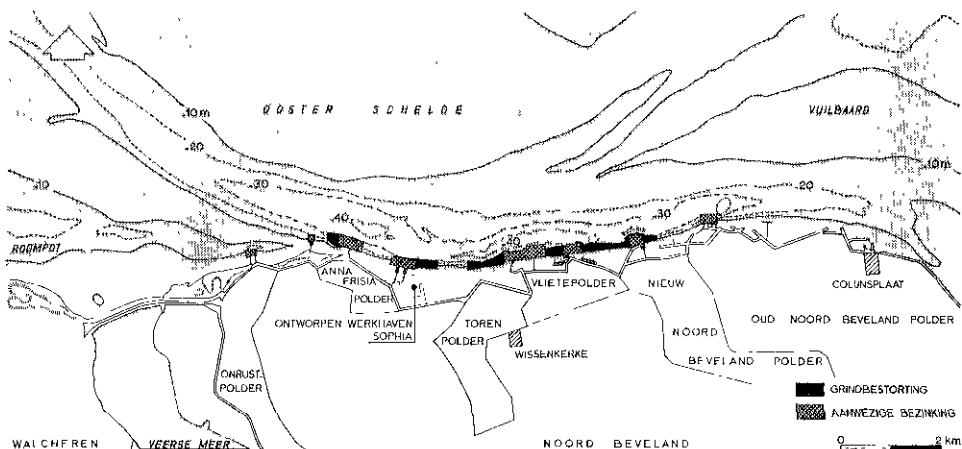 10m
OOSTER SCHELDE
VUILBAARD
20
10m
10
30
20
40
30
30
ROOMPOT
ANNA
FRISIA
POLDER
VLIETEPOLDER
NIEUW
COLIJNSPLAAT
ONTWORPEN WERKHAVEN
SOPHIA
TOREN
POLDER
NOORD
BEVELAND POLDER
OUD NOORD BEVELAND POLDER
WISSENKERKE
ONRUST-
POLDER
GRINDBESTORTING
AANWEZIGE BEZINKING
WALCHEREN
VEERSE MEER
NOORD BEVELAND
0 2 km